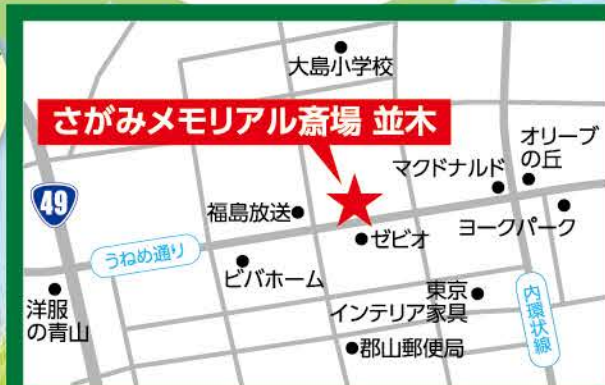 大島小学校
さがみメモリアル斎場 並木
オリーブ
の丘
マクドナルド
49
福島放送
ヨークパーク
ゼビオ
うねめ通り
ビバホーム
洋服
の青山
東京
インテリア家具
内環状線
郡山郵便局